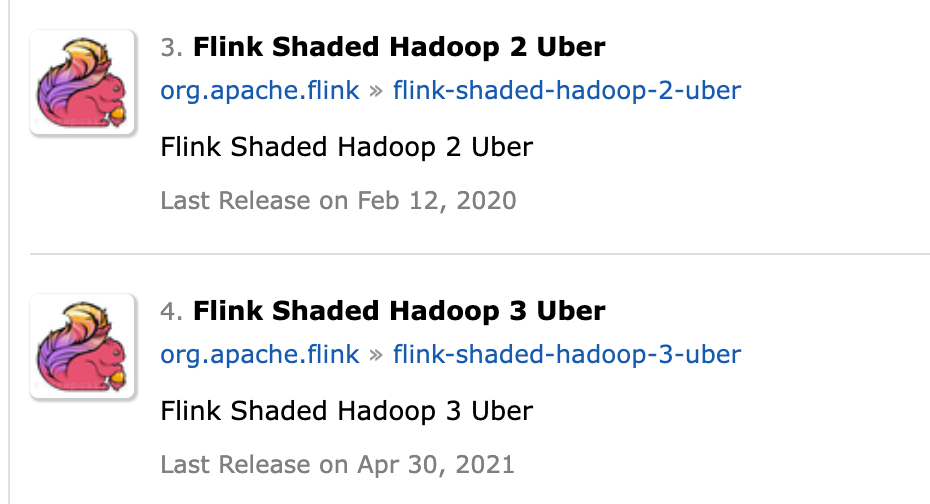 3. Flink Shaded Hadoop 2 Uber
org.apache.flink » flink-shaded-hadoop-2-uber
Flink Shaded Hadoop 2 Uber
Last Release on Feb 12, 2020
4. Flink Shaded Hadoop 3 Uber
org.apache.flink » flink-shaded-hadoop-3-uber
Flink Shaded Hadoop 3 Uber
Last Release on Apr 30, 2021